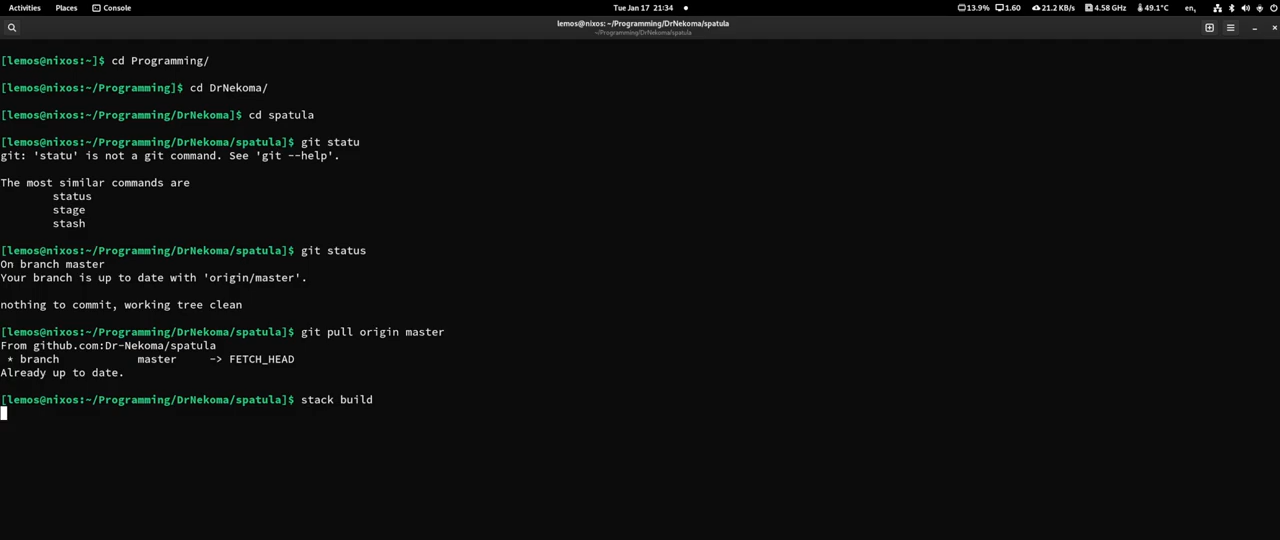 Activities Places Console Tue Jan 17 21:34 13.9% 1.60 21.2 KB/s 4.58 GHz 49.1°C en,
lemos@nixos: ~/Programming/DrNekoma/spatula
~/Programming/DrNekoma/spatula
[lemos@nixos:~]$ cd Programming/
[lemos@nixos:~/Programming]$ cd DrNekoma/
[lemos@nixos:~/Programming/DrNekoma]$ cd spatula
[lemos@nixos:~/Programming/DrNekoma/spatula]$ git statu
git: 'statu' is not a git command. See 'git --help'.
The most similar commands are
status
stage
stash
[lemos@nixos:~/Programming/DrNekoma/spatula]$ git status
On branch master
Your branch is up to date with 'origin/master'.
nothing to commit, working tree clean
[lemos@nixos:~/Programming/DrNekoma/spatula]$ git pull origin master
From github.com:Dr-Nekoma/spatula
* branch master -> FETCH_HEAD
Already up to date.
[lemos@nixos:~/Programming/DrNekoma/spatula]$ stack build